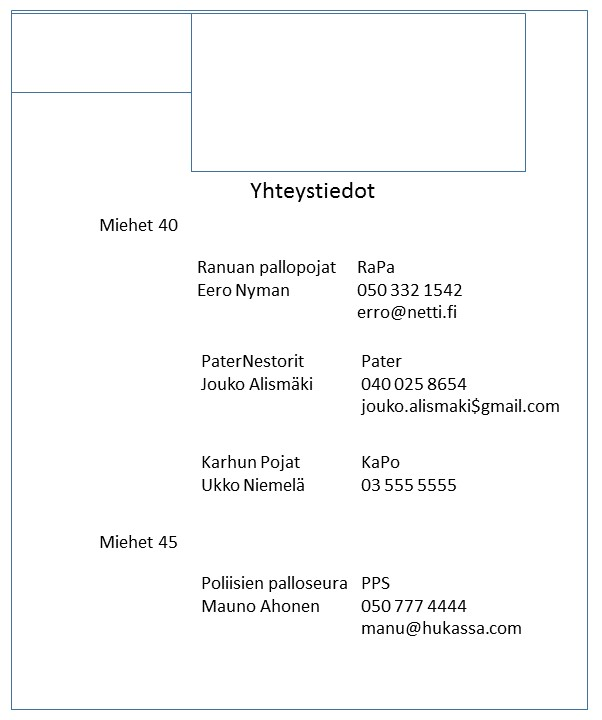 Yhteystiedot
Miehet 40
Ranuan pallopojat RaPa
Eero Nyman 050 332 1542
erro@netti.fi
PaterNestorit Pater
Jouko Alismäki 040 025 8654
jouko.alismaki$gmail.com
Karhun Pojat KaPo
Ukko Niemelä 03 555 5555
Miehet 45
Poliisien palloseura PPS
Mauno Ahonen 050 777 4444
manu@hukassa.com